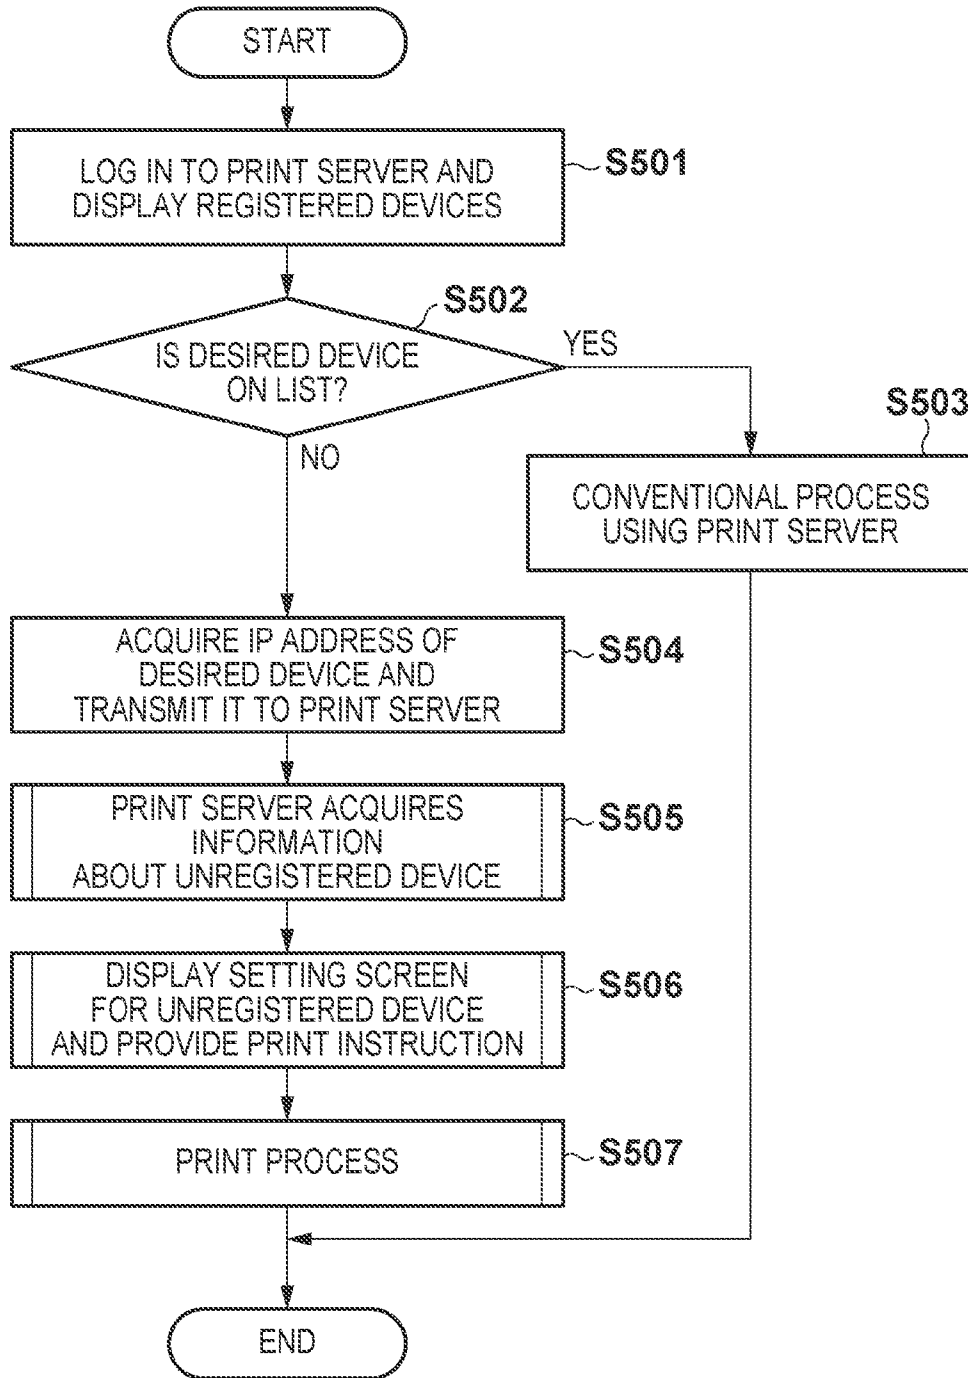 START
LOG IN TO PRINT SERVER AND
DISPLAY REGISTERED DEVICES
S501
S502
IS DESIRED DEVICE
ON LIST?
YES
NO
S503
CONVENTIONAL PROCESS
USING PRINT SERVER
ACQUIRE IP ADDRESS OF
DESIRED DEVICE AND
TRANSMIT IT TO PRINT SERVER
S504
PRINT SERVER ACQUIRES
INFORMATION
ABOUT UNREGISTERED DEVICE
S505
DISPLAY SETTING SCREEN
FOR UNREGISTERED DEVICE
AND PROVIDE PRINT INSTRUCTION
S506
PRINT PROCESS
S507
END